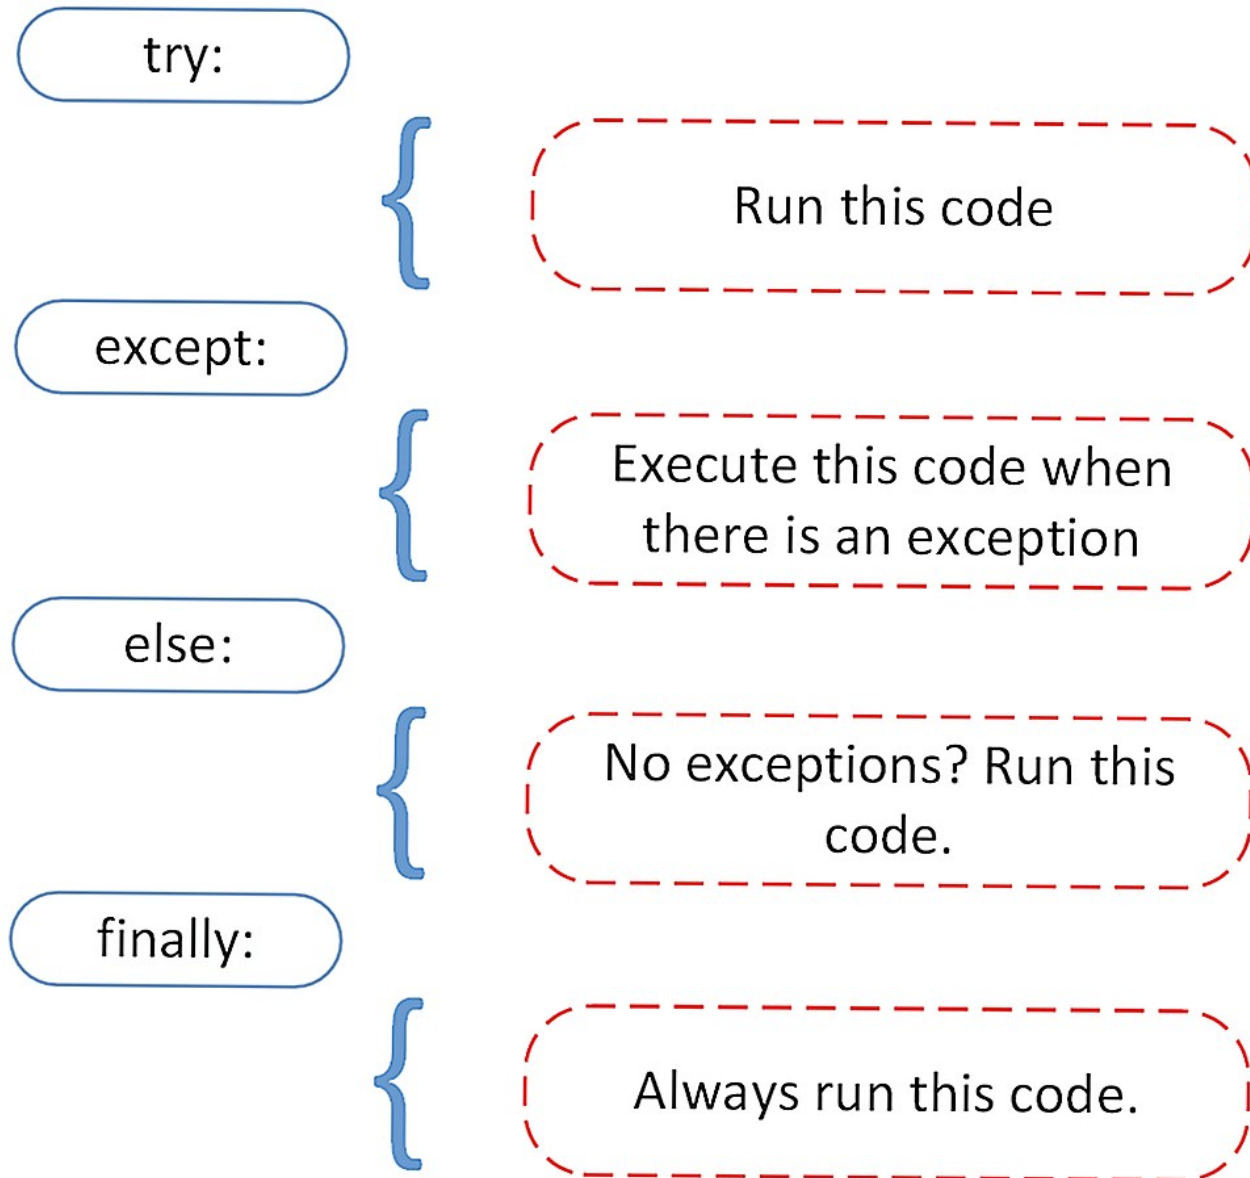 try:
Run this code
except:
Execute this code when
there is an exception
else:
No exceptions? Run this
code.
finally:
Always run this code.